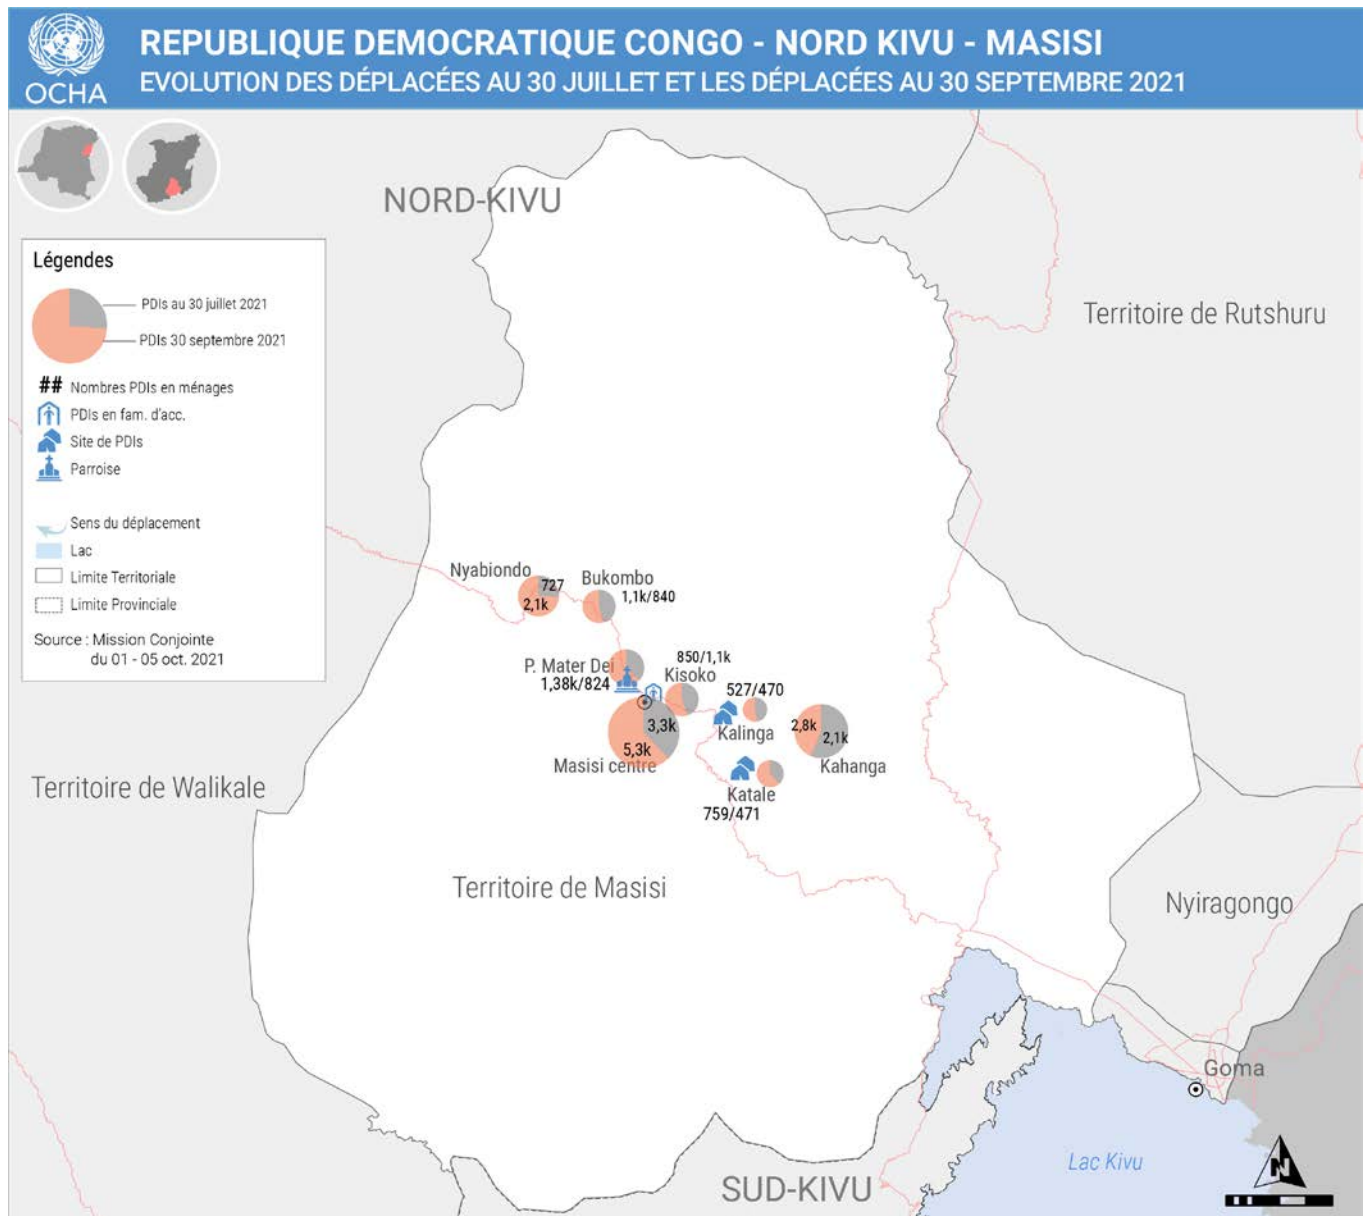 OCHA
REPUBLIQUE DEMOCRATIQUE CONGO - NORD KIVU - MASISI
EVOLUTION DES DÉPLACÉES AU 30 JUILLET ET LES DÉPLACÉES AU 30 SEPTEMBRE 2021
NORD-KIVU
Légendes
PDIs au 30 juillet 2021
PDIs 30 septembre 2021
## Nombres PDIs en ménages
PDIs en fam. d'acc.
Site de PDIs
Parroise
Sens du déplacement
Lac
Limite Territoriale
Limite Provinciale
Source : Mission Conjointe
du 01 - 05 oct. 2021
Territoire de Rutshuru
Nyabiondo
727
2,1k
Bukombo
1,1k/840
P. Mater Dei
1,38k/824
850/1,1k
Kisoko
527/470
Kalinga
3,3k
5,3k
Masisi centre
2,8k
2,1k
Kahanga
Katale
759/471
Territoire de Walikale
Territoire de Masisi
Nyiragongo
Goma
Lac Kivu
SUD-KIVU
N